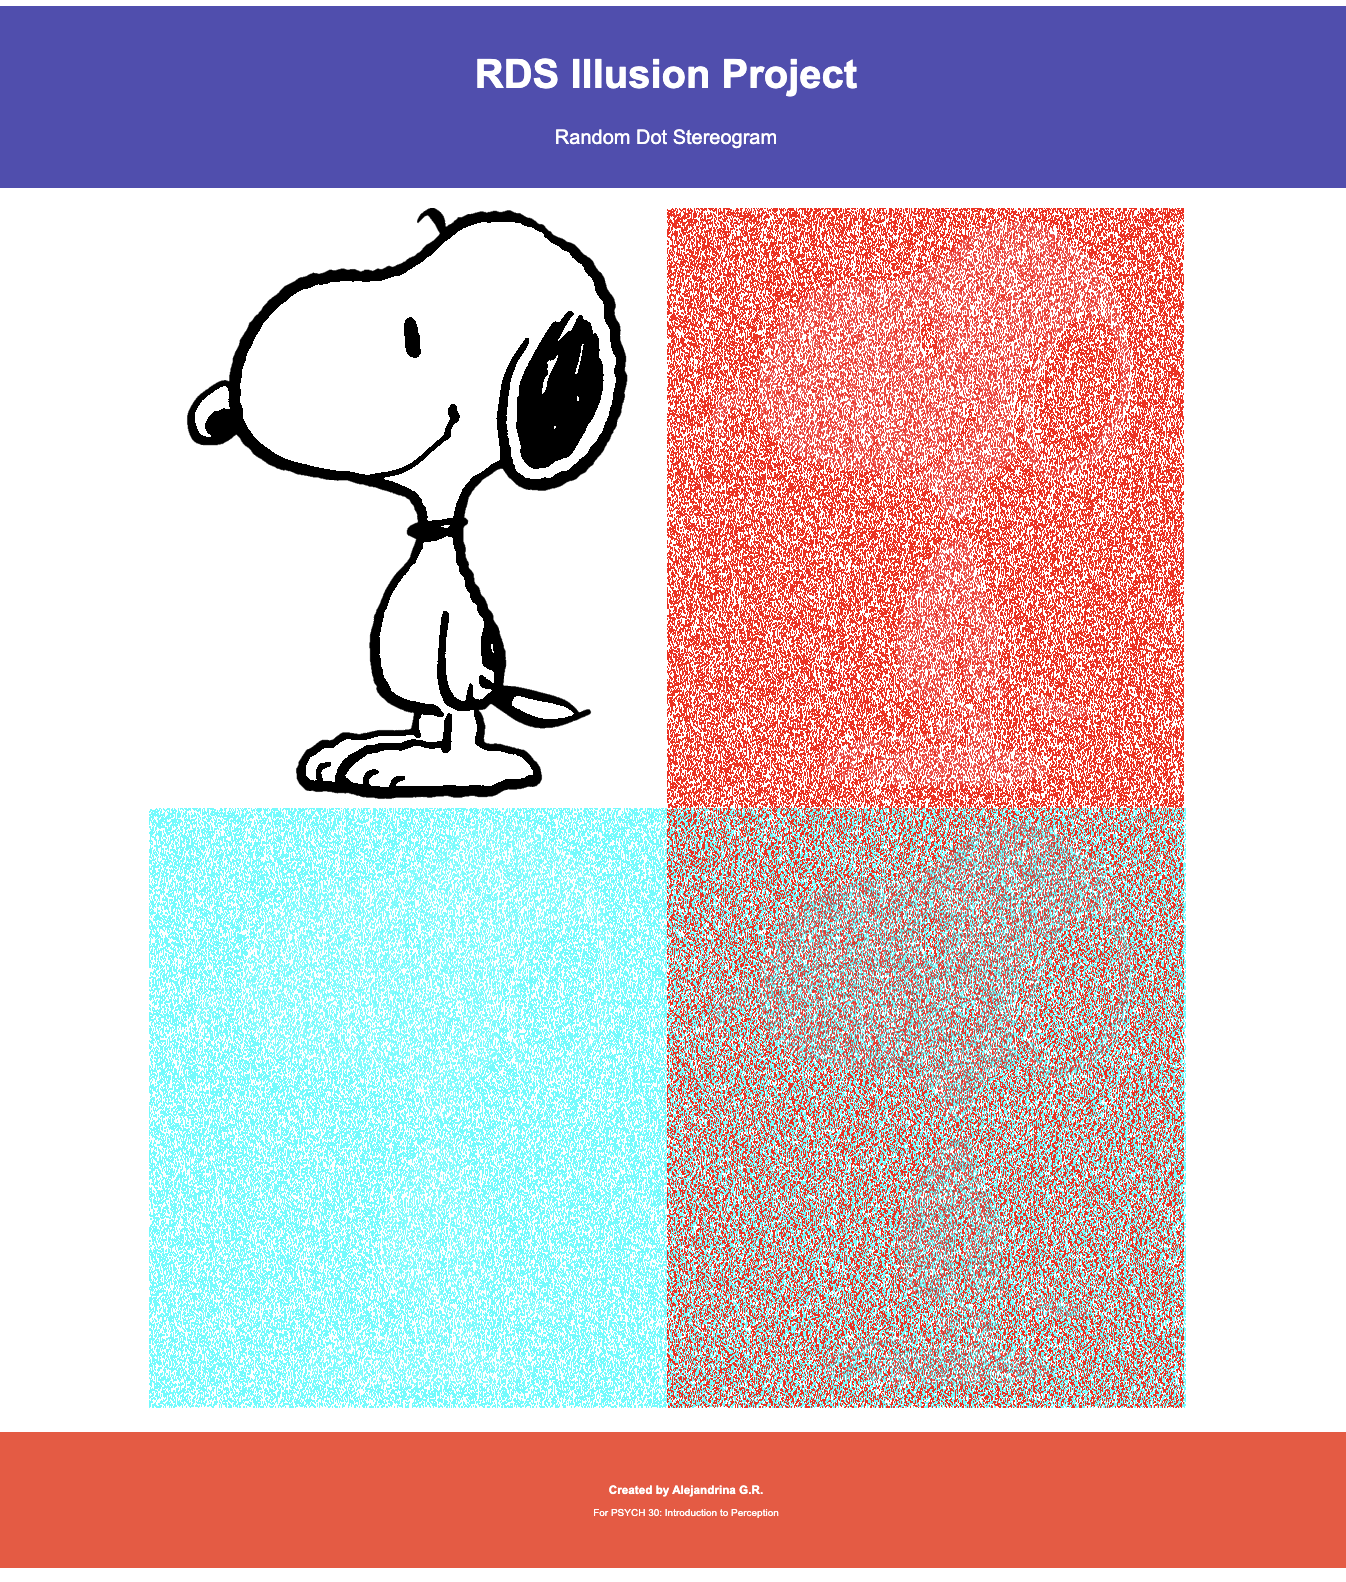 RDS Illusion Project
Random Dot Stereogram
Created by Alejandrina G.R.
For PSYCH 30: Introduction to Perception